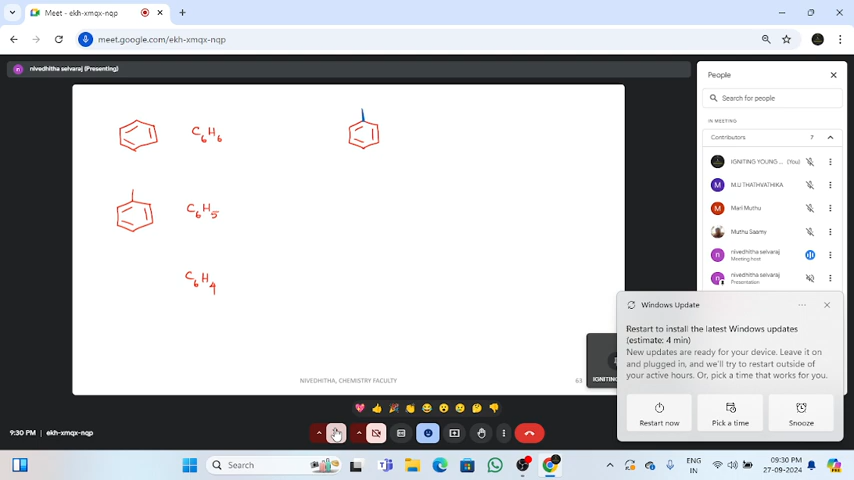 Meet - ekh-xmqx-nqp
meet.google.com/ekh-xmqx-nqp
n nivedhitha selvaraj (Presenting)
People
Search for people
IN MEETING
Contributors 7
IGNITING YOUNG ... (You)
M M.U THATHVATHIKA
M Mari Muthu
Muthu Saamy
n nivedhitha selvaraj
Meeting host
n nivedhitha selvaraj
Presentation
C6H6
C6H5
C6H4
NIVEDHITHA, CHEMISTRY FACULTY 63
Windows Update
Restart to install the latest Windows updates
(estimate: 4 min)
New updates are ready for your device. Leave it on
and plugged in, and we'll try to restart outside of
your active hours. Or, pick a time that works for you.
Restart now Pick a time Snooze
9:30 PM | ekh-xmqx-nqp
Search
ENG
IN
09:30 PM
27-09-2024